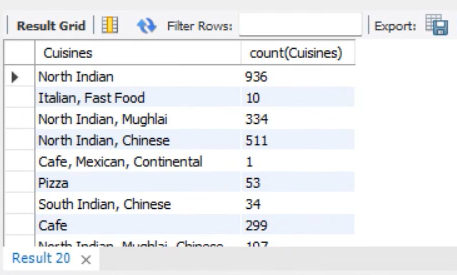 Result Grid Filter Rows: Export:
Cuisines count(Cuisines)
North Indian 936
Italian, Fast Food 10
North Indian, Mughlai 334
North Indian, Chinese 511
Cafe, Mexican, Continental 1
Pizza 53
South Indian, Chinese 34
Cafe 299
North Indian, Mughlai, Chinese 197
Result 20 ×